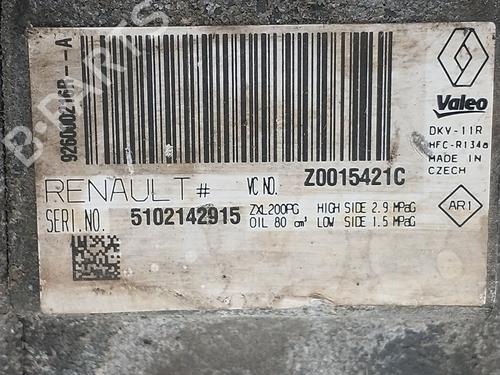 Valeo
DKV-11R
HFC-R134a
MADE IN
CZECH
RENAULT # VC NO. Z0015421C
SERI.NO. 5102142915 ZXL200PG HIGH SIDE 2.9 MPaG
OIL 80 cm³ LOW SIDE 1.5 MPaG
AR1
B-PARTS